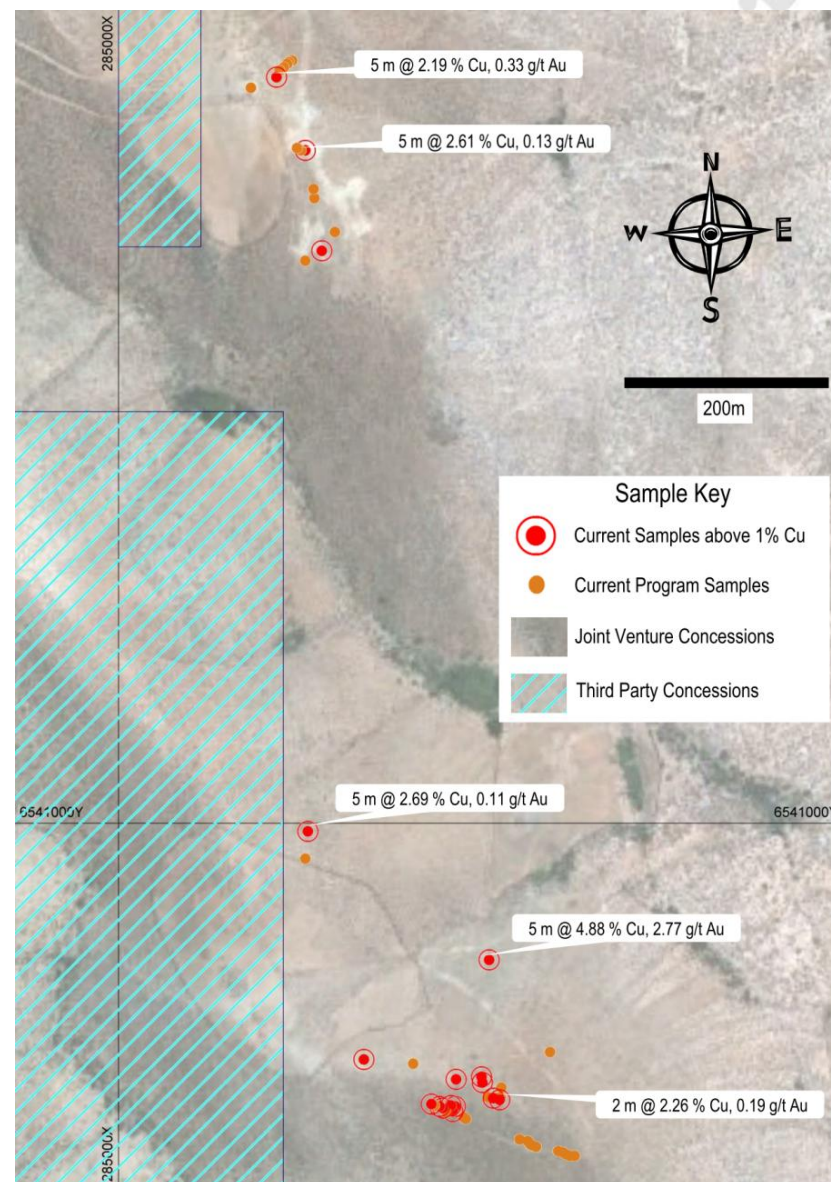 285000X
5 m @ 2.19 % Cu, 0.33 g/t Au
5 m @ 2.61 % Cu, 0.13 g/t Au
N
W
E
S
200m
Sample Key
Current Samples above 1% Cu
Current Program Samples
Joint Venture Concessions
Third Party Concessions
5 m @ 2.69 % Cu, 0.11 g/t Au
6541000Y
6541000Y
5 m @ 4.88 % Cu, 2.77 g/t Au
2 m @ 2.26 % Cu, 0.19 g/t Au
285000X